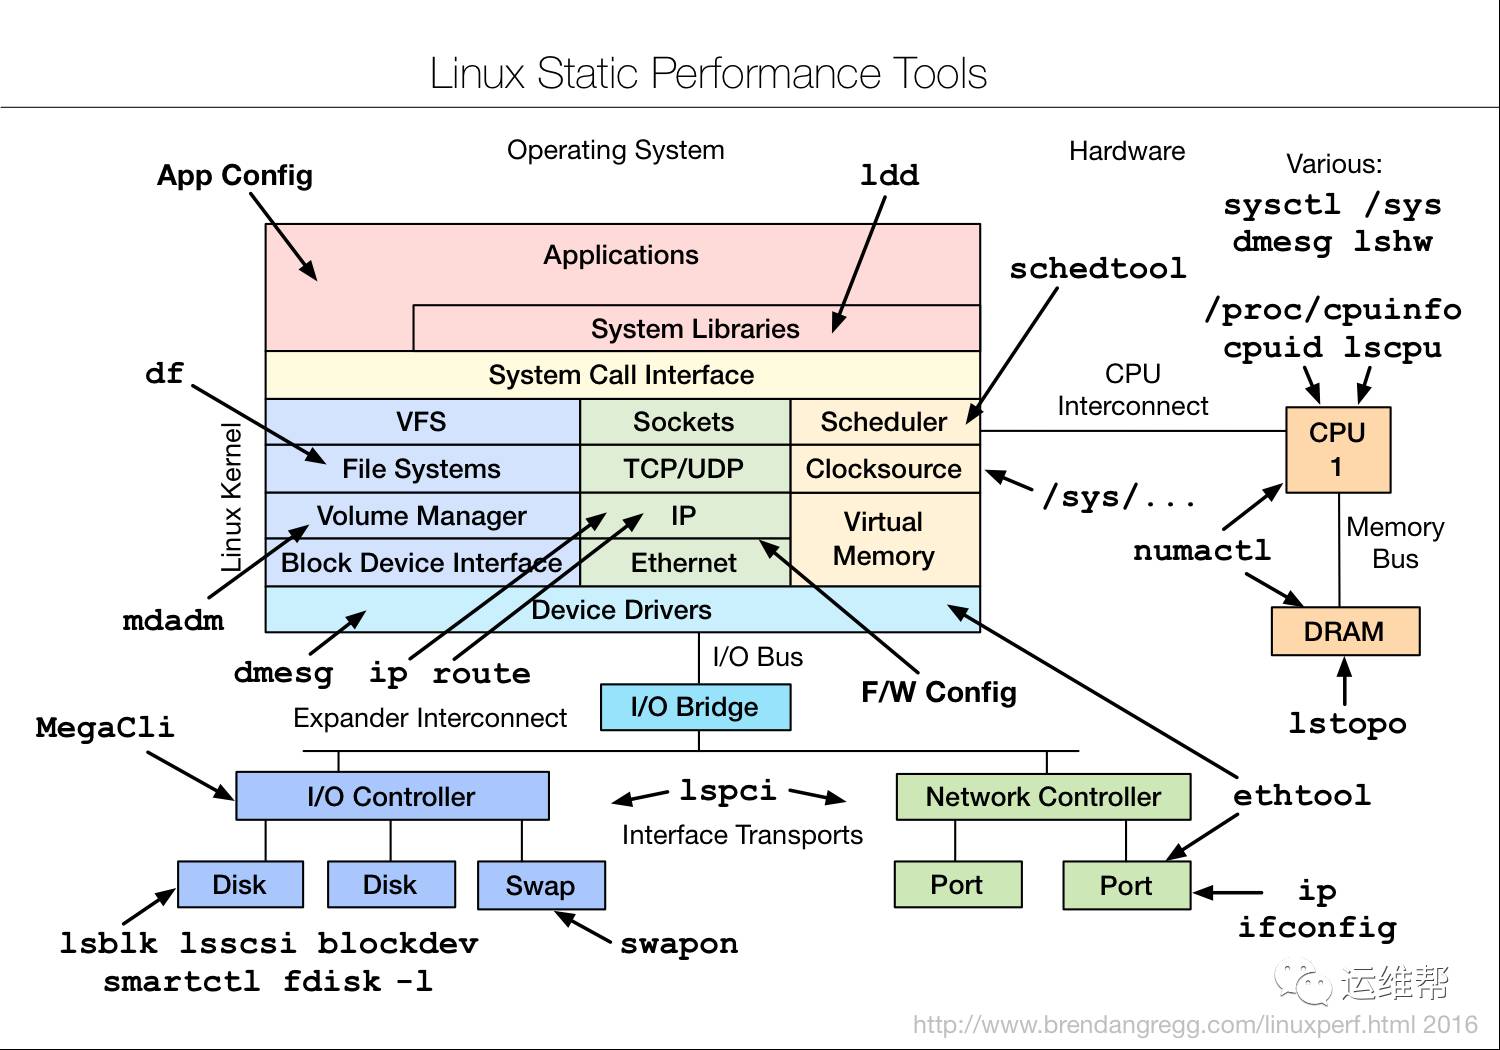 Linux Static Performance Tools
Operating System
Hardware
Various:
sysctl /sys
dmesg lshw
App Config
ldd
Applications
schedtool
System Libraries
/proc/cpuinfo
cpuid lscpu
df
System Call Interface
CPU
Interconnect
Linux Kernel
VFS
Sockets
Scheduler
CPU
1
File Systems
TCP/UDP
Clocksource
/sys/...
Volume Manager
IP
Virtual
Memory
Block Device Interface
Ethernet
numactl
Memory
Bus
mdadm
Device Drivers
DRAM
dmesg
ip
route
I/O Bus
F/W Config
I/O Bridge
Expander Interconnect
lstopo
MegaCli
I/O Controller
lspci
Network Controller
ethtool
Interface Transports
Disk
Disk
Swap
Port
Port
ip
ifconfig
lsblk lsscsi blockdev
smartctl fdisk -l
swapon
运维帮
http://www.brendangregg.com/linuxperf.html 2016